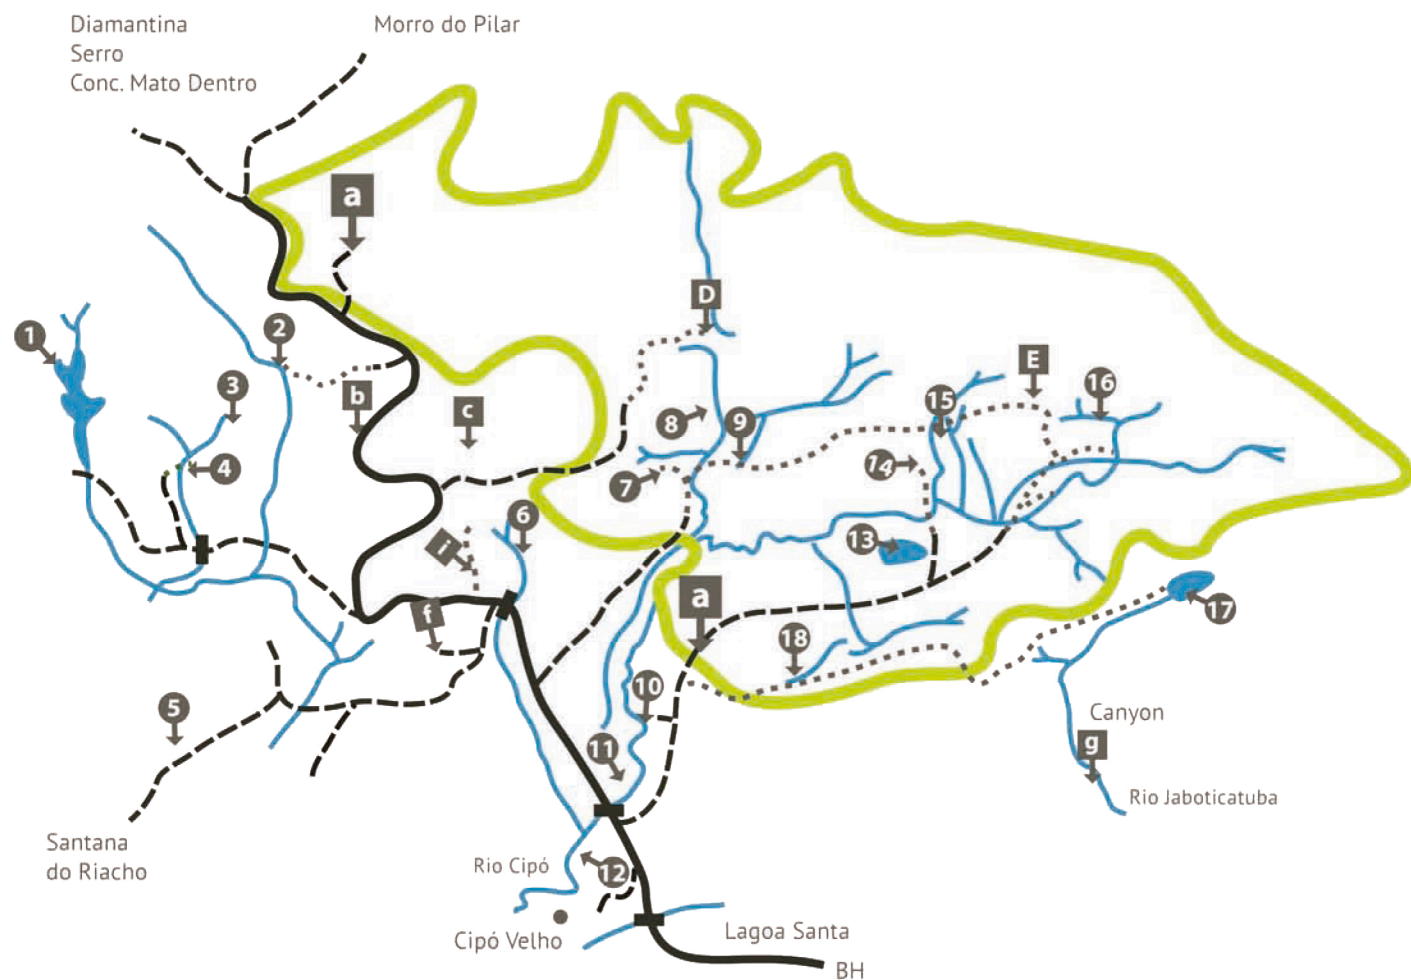 Diamantina
Serro
Conc. Mato Dentro
Morro do Pilar
a
D
1
2
3
b
c
E
16
15
8
9
4
7
14
6
13
i
a
f
17
18
5
10
11
Canyon
g
Rio Jaboticatuba
Santana
do Riacho
Rio Cipó
12
Cipó Velho
Lagoa Santa
BH